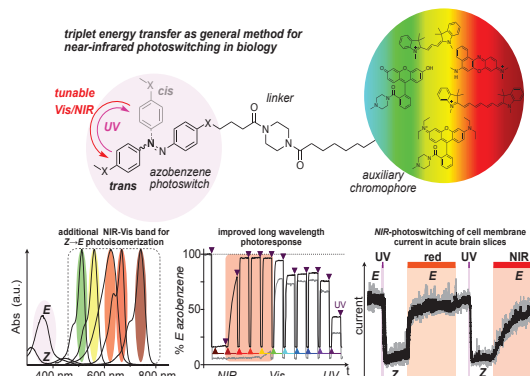 triplet energy transfer as general method for
near-infrared photoswitching in biology
cis
tunable
Vis/NIR
UV
linker
trans
azobenzene
photoswitch
auxiliary
chromophore
additional NIR-Vis band for
Z→E photoisomerization
improved long wavelength
photoresponse
NIR-photoswitching of cell membrane
current in acute brain slices
Abs (a.u.)
E
Z
400 nm
600 nm
800 nm
% E azobenzene
100
50
0
UV
NIR
Vis
UV
t
current
UV
red
UV
NIR
E
E
E
Z
Z